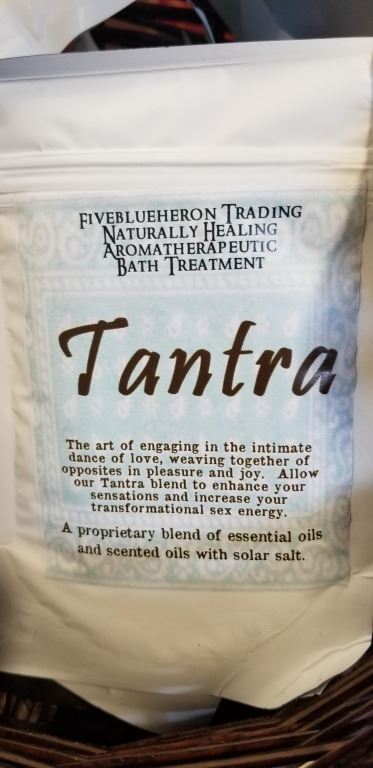 Fiveblueheron Trading
Naturally Healing
Aromatherapeutic
Bath Treatment
Tantra
The art of engaging in the intimate
dance of love, weaving together of
opposites in pleasure and joy. Allow
our Tantra blend to enhance your
sensations and increase your
transformational sex energy.
A proprietary blend of essential oils
and scented oils with solar salt.